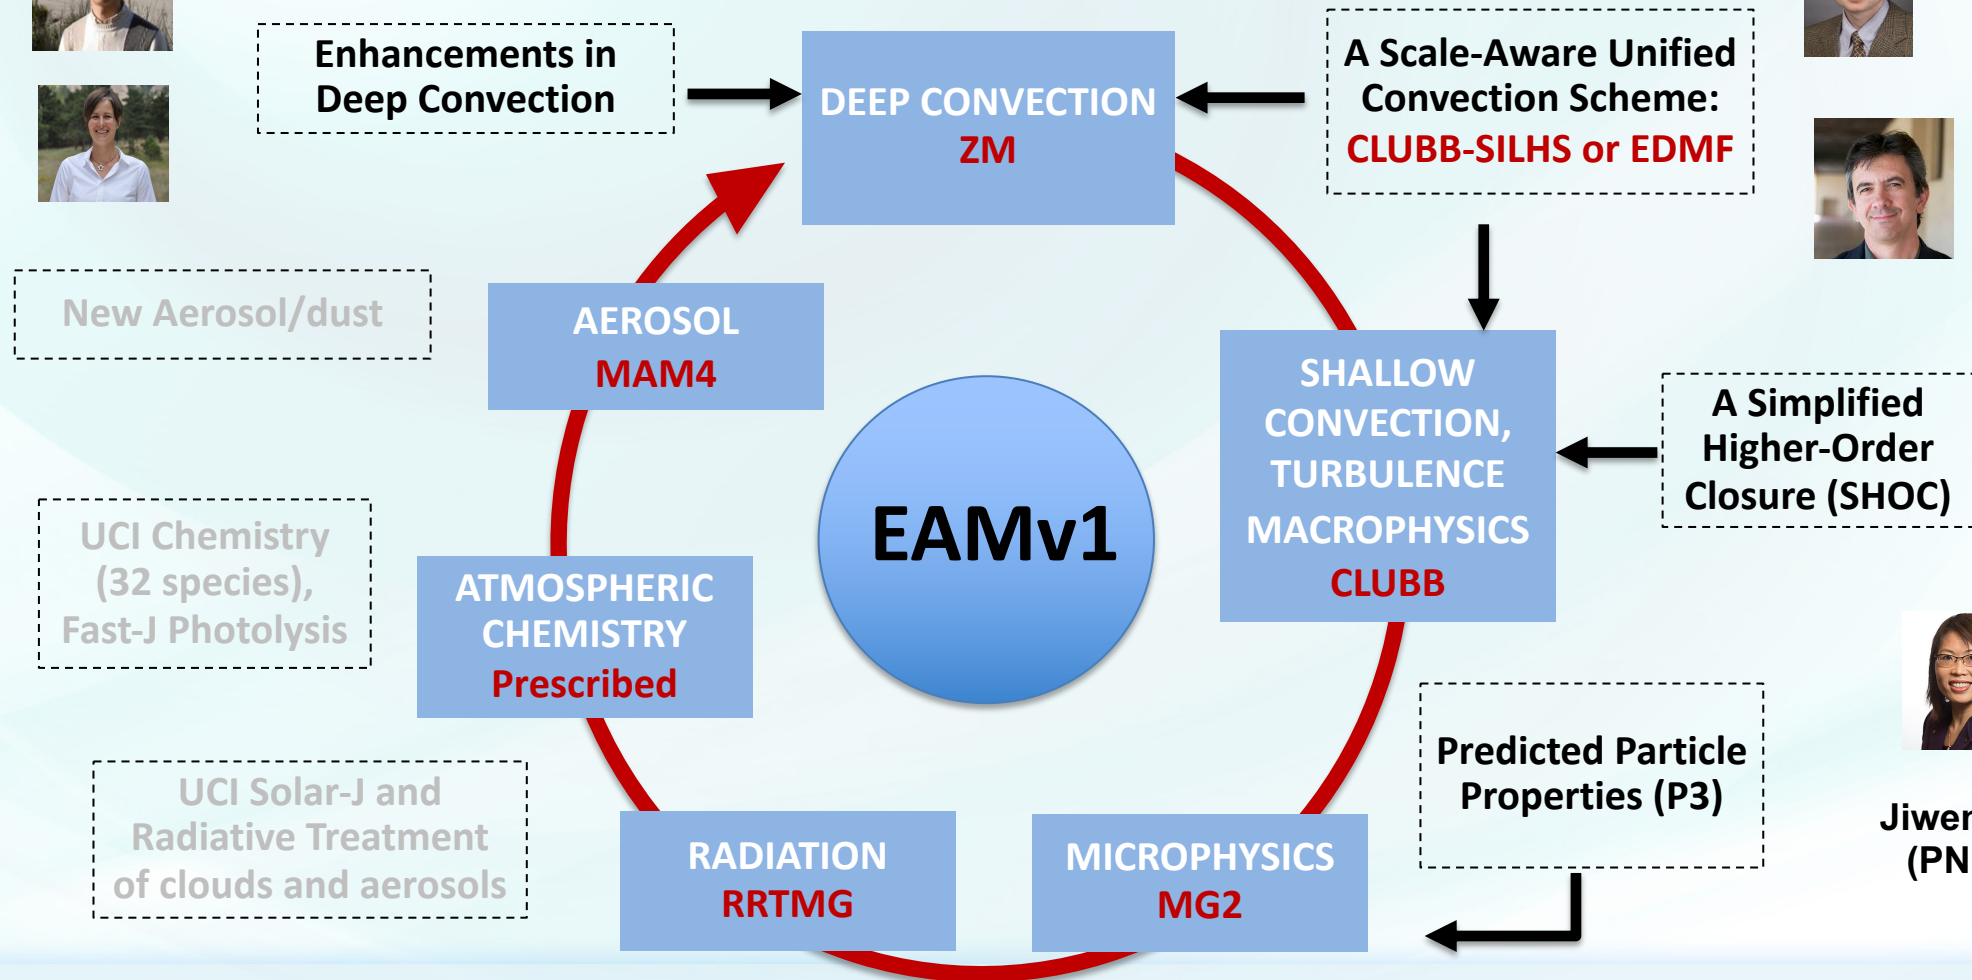 Enhancements in
Deep Convection
DEEP CONVECTION
ZM
A Scale-Aware Unified
Convection Scheme:
CLUBB-SILHS or EDMF
New Aerosol/dust
AEROSOL
MAM4
SHALLOW
CONVECTION,
TURBULENCE
MACROPHYSICS
CLUBB
A Simplified
Higher-Order
Closure (SHOC)
EAMv1
UCI Chemistry
(32 species),
Fast-J Photolysis
ATMOSPHERIC
CHEMISTRY
Prescribed
Predicted Particle
Properties (P3)
UCI Solar-J and
Radiative Treatment
of clouds and aerosols
RADIATION
RRTMG
MICROPHYSICS
MG2